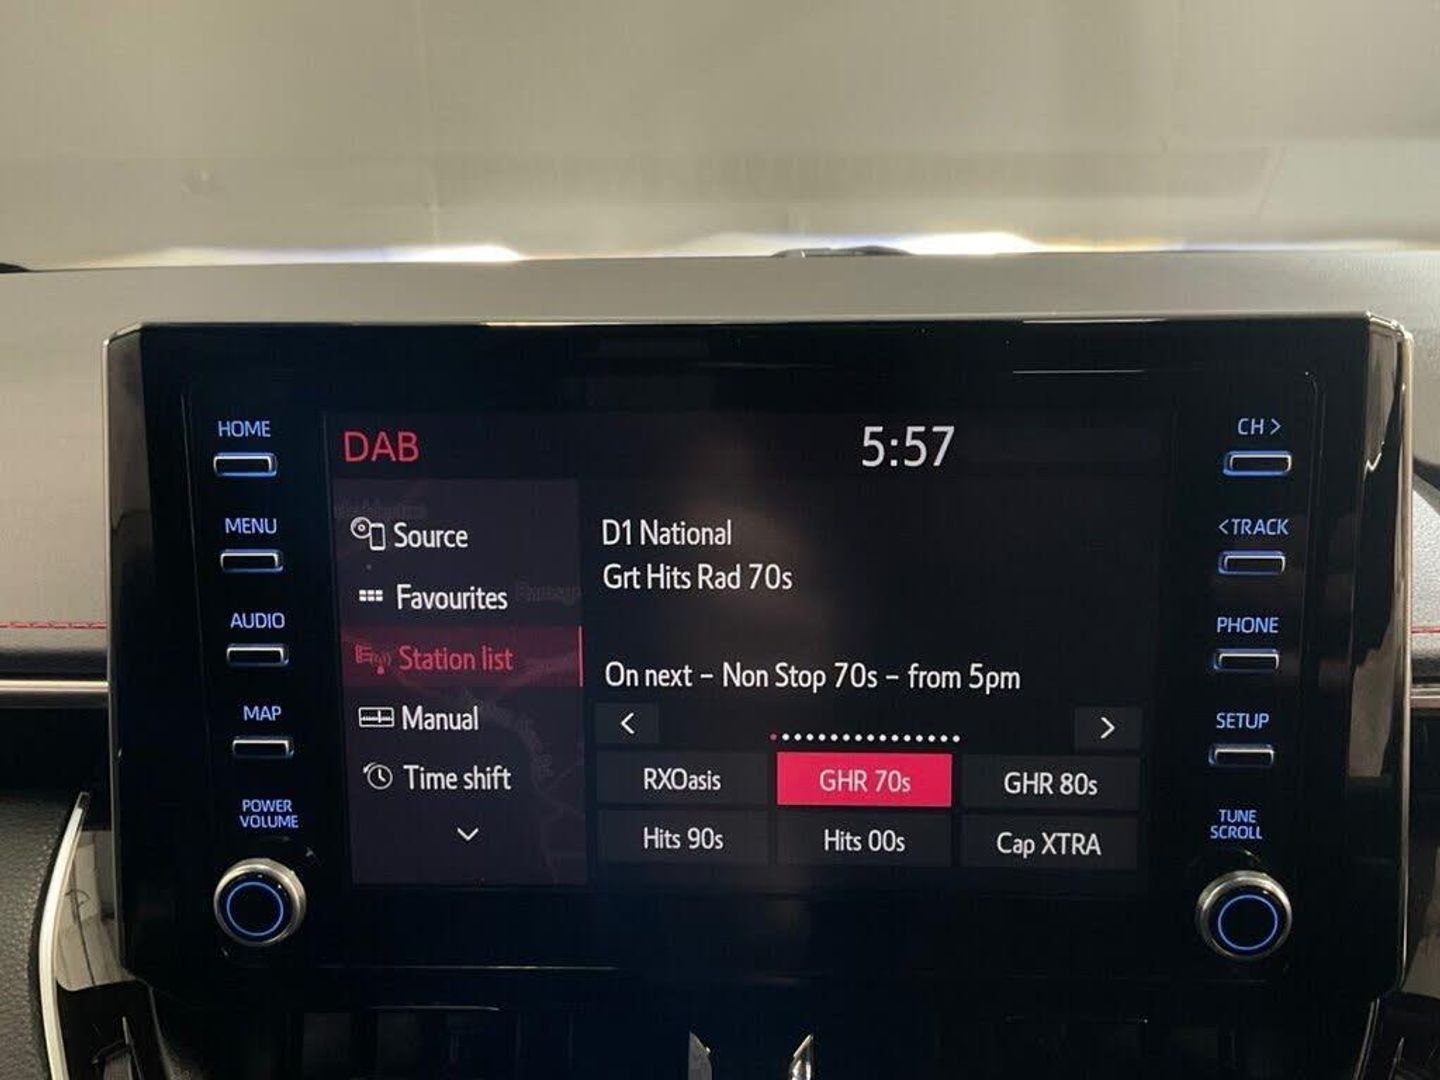 HOME
MENU
AUDIO
MAP
POWER
VOLUME
DAB
5:57
Source
Favourites
Station list
Manual
Time shift
D1 National
Grt Hits Rad 70s
On next – Non Stop 70s – from 5pm
<
>
RXOasis
GHR 70s
GHR 80s
Hits 90s
Hits 00s
Cap XTRA
CH >
< TRACK
PHONE
SETUP
TUNE
SCROLL